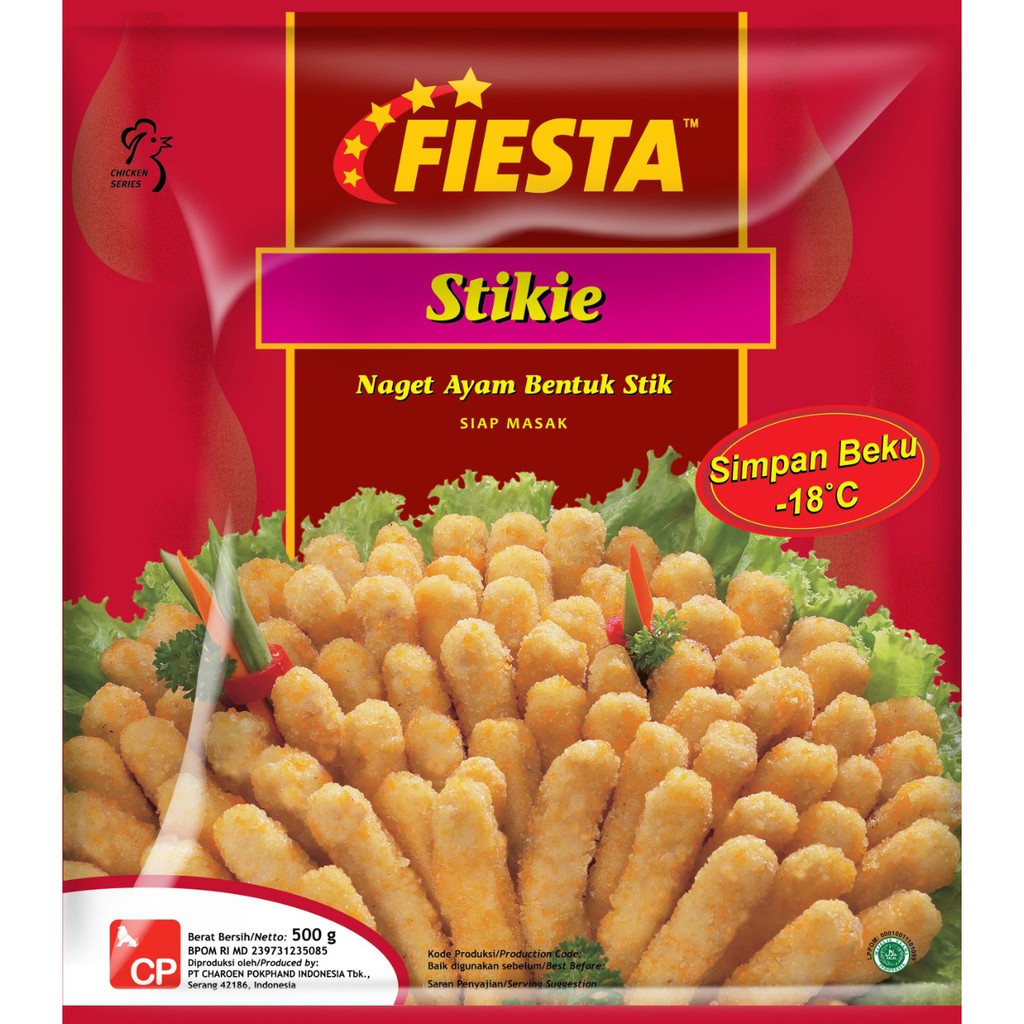 FIESTA™
CHICKEN
SERIES
Stikie
Naget Ayam Bentuk Stik
SIAP MASAK
Simpan Beku
-18°C
CP
Berat Bersih/Netto: 500 g
BPOM RI MD 239731235085
Diproduksi oleh/Produced by:
PT CHAROEN POKPHAND INDONESIA Tbk.,
Serang 42186, Indonesia
Kode Produksi/Production Code:
Baik digunakan sebelum/Best Before:
Saran Penyajian/Serving Suggestion
HALAL